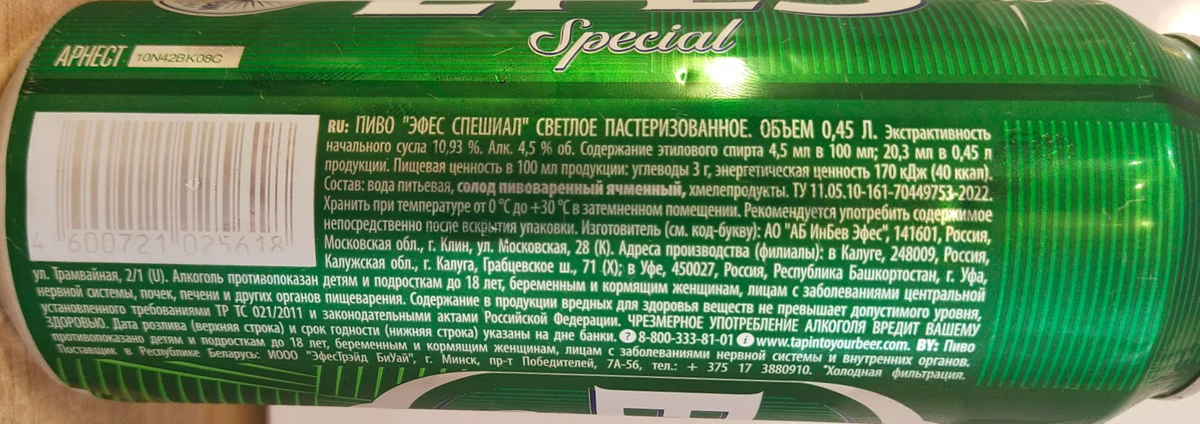 Special
АРНЕСТ 10N42BK08C
RU: ПИВО "ЭФЕС СПЕШИАЛ" СВЕТЛОЕ ПАСТЕРИЗОВАННОЕ. ОБЪЕМ 0,45 Л. Экстрактивность
начального сусла 10,93 %. Алк. 4,5 % об. Содержание этилового спирта 4,5 мл в 100 мл; 20,3 мл в 0,45 л
продукции. Пищевая ценность в 100 мл продукции: углеводы 3 г, энергетическая ценность 170 кДж (40 ккал).
Состав: вода питьевая, солод пивоваренный ячменный, хмелепродукты. ТУ 11.05.10-161-70449753-2022.
Хранить при температуре от 0 °С до +30 °С в затемненном помещении. Рекомендуется употребить содержимое
непосредственно после вскрытия упаковки. Изготовитель (см. код-букву): АО "АБ ИнБев Эфес", 141601, Россия,
Московская обл., г. Клин, ул. Московская, 28 (К). Адреса производства (филиалы): в Калуге, 248009, Россия,
Калужская обл., г. Калуга, Грабцевское ш., 71 (Х); в Уфе, 450027, Россия, Республика Башкортостан, г. Уфа,
4 600721 025618
ул. Трамвайная, 2/1 (U). Алкоголь противопоказан детям и подросткам до 18 лет, беременным и кормящим женщинам, лицам с заболеваниями центральной
нервной системы, почек, печени и других органов пищеварения. Содержание в продукции вредных для здоровья веществ не превышает допустимого уровня,
установленного требованиями ТР ТС 021/2011 и законодательными актами Российской Федерации. ЧРЕЗМЕРНОЕ УПОТРЕБЛЕНИЕ АЛКОГОЛЯ ВРЕДИТ ВАШЕМУ
ЗДОРОВЬЮ. Дата розлива (верхняя строка) и срок годности (нижняя строка) указаны на дне банки. 8-800-333-81-01 www.tapintoyourbeer.com. BY: Пиво
противопоказано детям и подросткам до 18 лет, беременным и кормящим женщинам, лицам с заболеваниями нервной системы и внутренних органов.
Поставщик в Республике Беларусь: ИООО "ЭфесТрэйд БиУай", г. Минск, пр-т Победителей, 7А-56, тел.: + 375 17 3880910. *Холодная фильтрация.